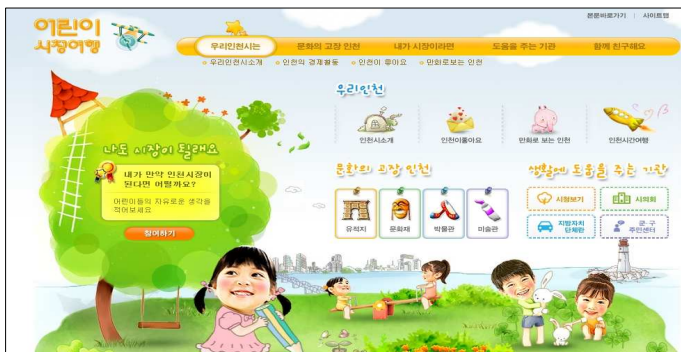 본문바로가기 | 사이트맵
어린이
시장여행
우리인천시는 문화의 고장 인천 내가 시장이라면 도움을 주는 기관 함께 친구해요
우리인천시소개 인천의 경제활동 인천이 좋아요 만화로보는 인천
우리인천
인천시소개 인천이좋아요 만화로 보는 인천 인천시간여행
나도 시장이 될래요
내가 만약 인천시장이
된다면 어떨까요?
어린이들의 자유로운 생각을
적어보세요
참여하기
문화의 고장 인천
유적지 문화재 박물관 미술관
생활에 도움을 주는 기관
시청보기 시의회
지방자치
단체란
군·구
주민센터